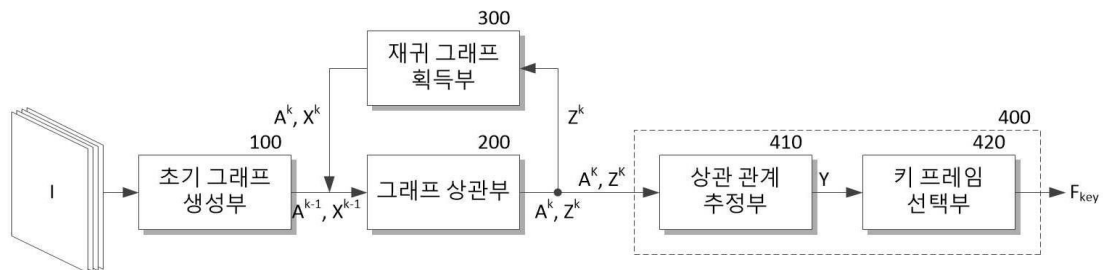 300
재귀 그래프
획득부
A^k, X^k
Z^k
400
100
200
410
420
I
초기 그래프
생성부
A^{k-1}, X^{k-1}
그래프 상관부
A^K, Z^K
A^k, Z^k
상관 관계
추정부
Y
키 프레임
선택부
F_{key}